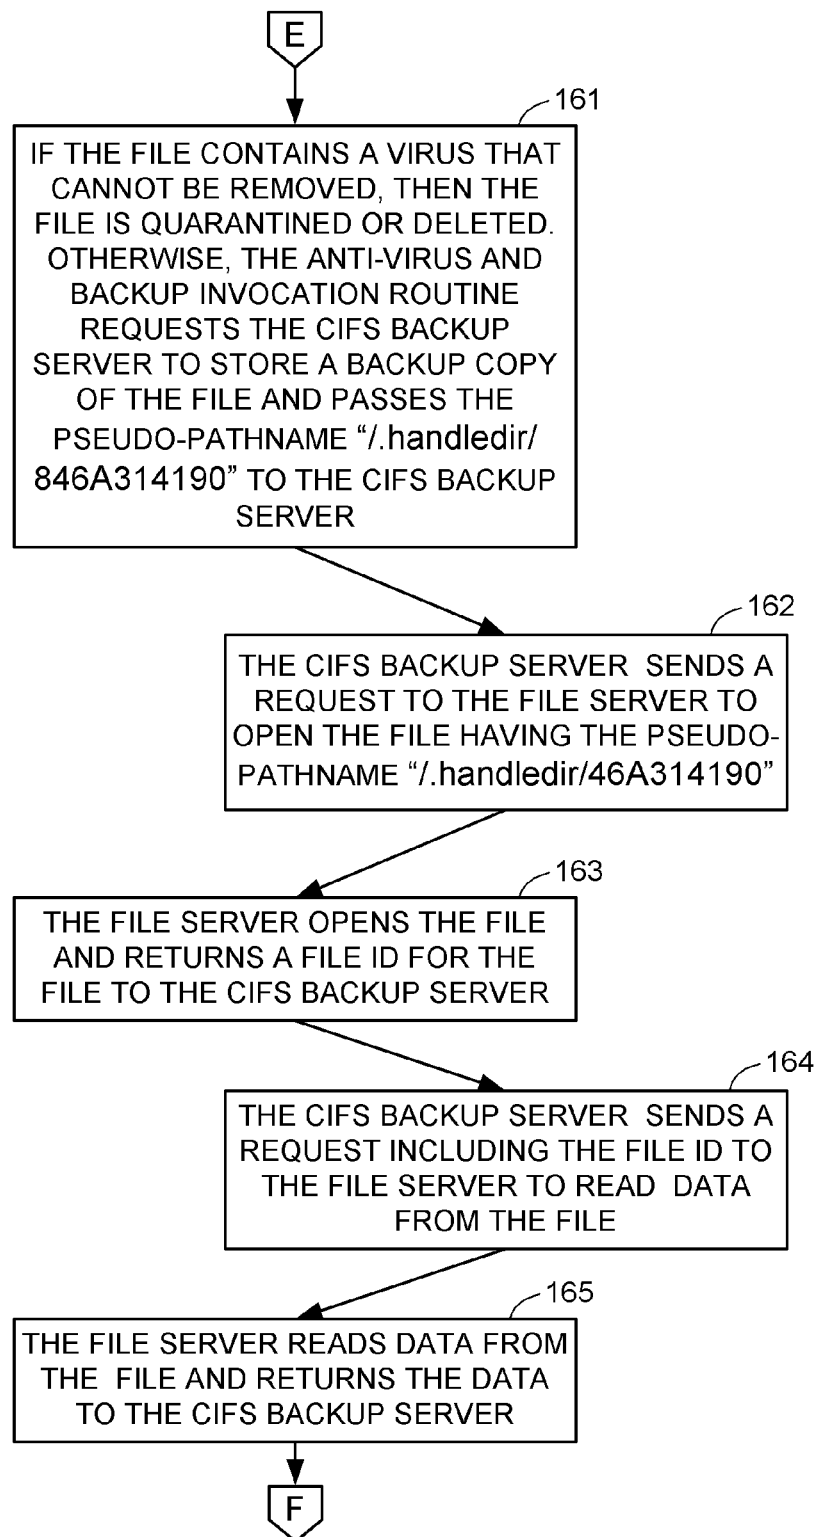 E
161
IF THE FILE CONTAINS A VIRUS THAT
CANNOT BE REMOVED, THEN THE
FILE IS QUARANTINED OR DELETED.
OTHERWISE, THE ANTI-VIRUS AND
BACKUP INVOCATION ROUTINE
REQUESTS THE CIFS BACKUP
SERVER TO STORE A BACKUP COPY
OF THE FILE AND PASSES THE
PSEUDO-PATHNAME “/.handledir/
846A314190” TO THE CIFS BACKUP
SERVER
162
THE CIFS BACKUP SERVER SENDS A
REQUEST TO THE FILE SERVER TO
OPEN THE FILE HAVING THE PSEUDO-
PATHNAME “/.handledir/46A314190”
163
THE FILE SERVER OPENS THE FILE
AND RETURNS A FILE ID FOR THE
FILE TO THE CIFS BACKUP SERVER
164
THE CIFS BACKUP SERVER SENDS A
REQUEST INCLUDING THE FILE ID TO
THE FILE SERVER TO READ DATA
FROM THE FILE
165
THE FILE SERVER READS DATA FROM
THE FILE AND RETURNS THE DATA
TO THE CIFS BACKUP SERVER
F